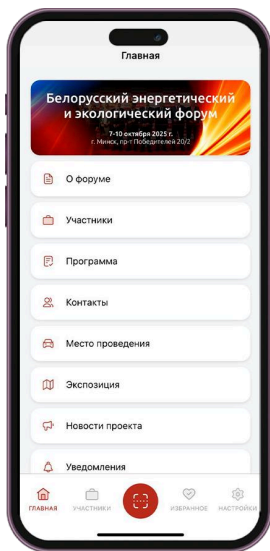 Главная
Белорусский энергетический
и экологический форум
7-10 октября 2025 г.
г. Минск, пр-т Победителей 20/2
О форуме
Участники
Программа
Контакты
Место проведения
Экспозиция
Новости проекта
Уведомления
ГЛАВНАЯ УЧАСТНИКИ ИЗБРАННОЕ НАСТРОЙКИ